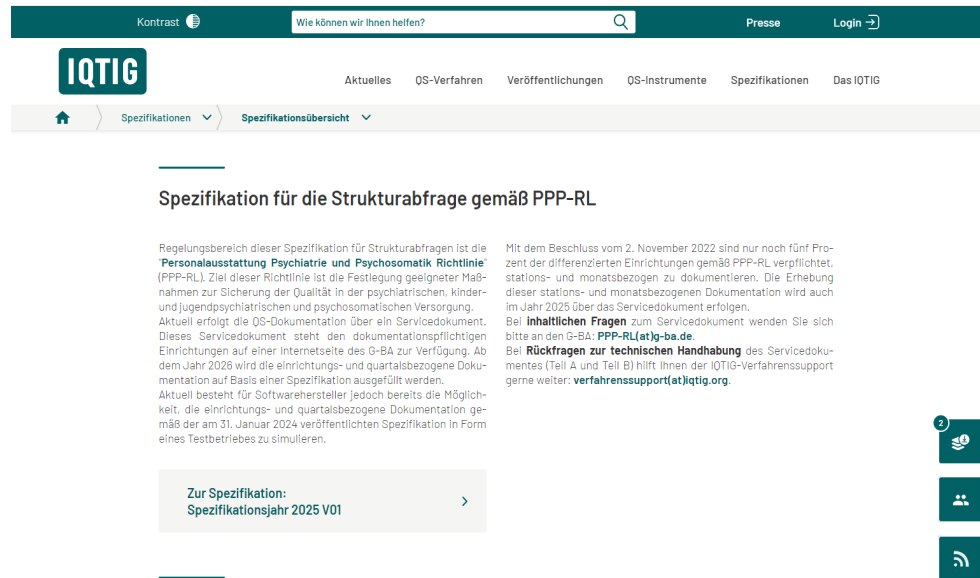 Kontrast
Wie können wir Ihnen helfen?
Presse
Login
IQTIG
Aktuelles
QS-Verfahren
Veröffentlichungen
QS-Instrumente
Spezifikationen
Das IQTIG
Spezifikationen
Spezifikationsübersicht
Spezifikation für die Strukturabfrage gemäß PPP-RL
Regelungsbereich dieser Spezifikation für Strukturabfragen ist die
"Personalausstattung Psychiatrie und Psychosomatik Richtlinie"
(PPP-RL). Ziel dieser Richtlinie ist die Festlegung geeigneter Maß-
nahmen zur Sicherung der Qualität in der psychiatrischen, kinder-
und jugendpsychiatrischen und psychosomatischen Versorgung.
Aktuell erfolgt die QS-Dokumentation über ein Servicedokument.
Dieses Servicedokument steht den dokumentationspflichtigen
Einrichtungen auf einer Internetseite des G-BA zur Verfügung. Ab
dem Jahr 2026 wird die einrichtungs- und quartalsbezogene Doku-
mentation auf Basis einer Spezifikation ausgefüllt werden.
Aktuell besteht für Softwarehersteller jedoch bereits die Möglich-
keit, die einrichtungs- und quartalsbezogene Dokumentation ge-
mäß der am 31. Januar 2024 veröffentlichten Spezifikation in Form
eines Testbetriebes zu simulieren.
Mit dem Beschluss vom 2. November 2022 sind nur noch fünf Pro-
zent der differenzierten Einrichtungen gemäß PPP-RL verpflichtet,
stations- und monatsbezogen zu dokumentieren. Die Erhebung
dieser stations- und monatsbezogenen Dokumentation wird auch
im Jahr 2025 über das Servicedokument erfolgen.
Bei inhaltlichen Fragen zum Servicedokument wenden Sie sich
bitte an den G-BA: PPP-RL(at)g-ba.de.
Bei Rückfragen zur technischen Handhabung des Servicedoku-
mentes (Teil A und Teil B) hilft Ihnen der IQTIG-Verfahrenssupport
gerne weiter: verfahrenssupport(at)iqtig.org.
Zur Spezifikation:
Spezifikationsjahr 2025 V01
2